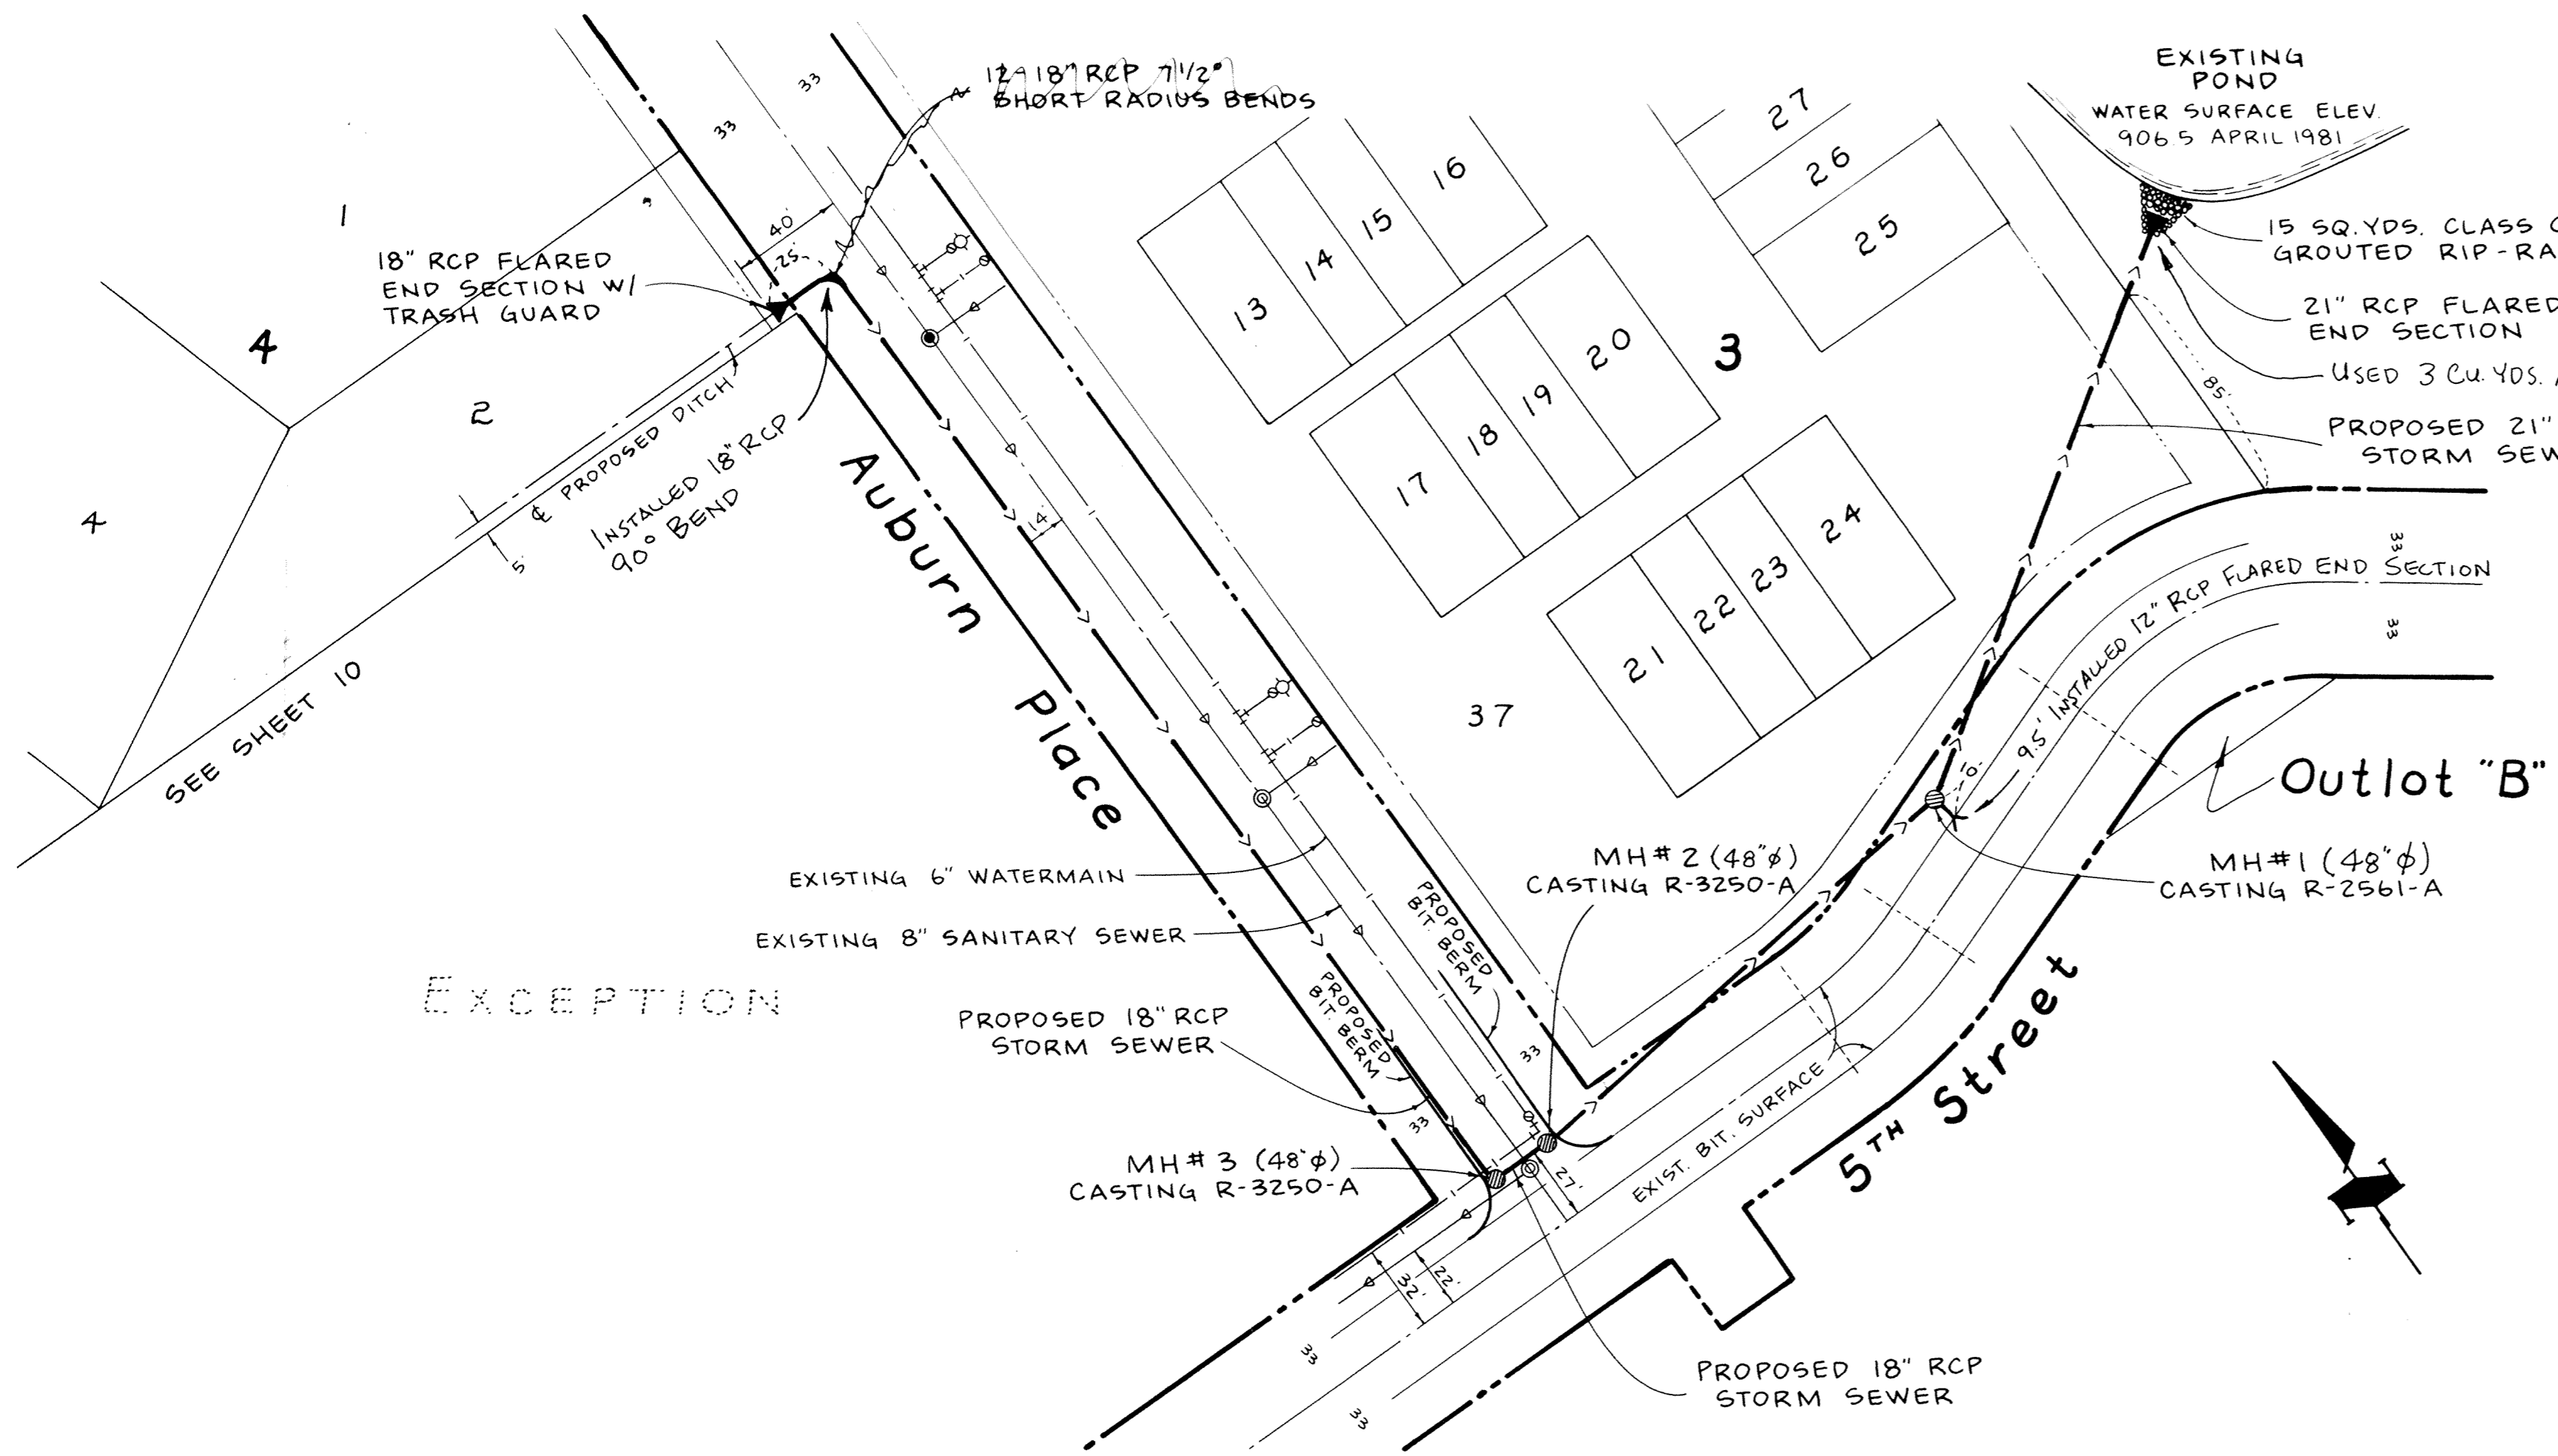 12-18" RCP 7 1/2°
SHORT RADIUS BENDS
33
33
EXISTING
POND
WATER SURFACE ELEV.
906.5 APRIL 1981
15 SQ. YDS. CLASS
GROUTED RIP-RA
21" RCP FLARED
END SECTION
USED 3 CU. YDS.
PROPOSED 21"
STORM SEW
85'
1
4
2
4
18" RCP FLARED
END SECTION W/
TRASH GUARD
40'
25'
℄ PROPOSED DITCH
5'
INSTALLED 18" RCP
90° BEND
SEE SHEET 10
Auburn Place
14'
13
14
15
16
17
18
19
20
21
22
23
24
25
26
27
3
37
33
INSTALLED 12" RCP FLARED END SECTION
33
9.5'
10'
Outlot "B"
MH#1 (48"ϕ)
CASTING R-2561-A
MH#2 (48"ϕ)
CASTING R-3250-A
EXISTING 6" WATERMAIN
EXISTING 8" SANITARY SEWER
EXCEPTION
PROPOSED
BIT. BERM
PROPOSED
BIT. BERM
PROPOSED 18" RCP
STORM SEWER
33
33
MH#3 (48"ϕ)
CASTING R-3250-A
27'
EXIST. BIT. SURFACE
5TH Street
32'
22'
33
33
PROPOSED 18" RCP
STORM SEWER